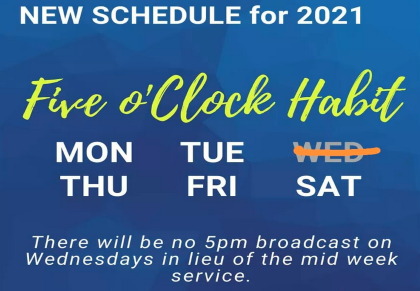 NEW SCHEDULE for 2021
Five o'Clock Habit
MON TUE WED
THU FRI SAT
There will be no 5pm broadcast on
Wednesdays in lieu of the mid week
service.